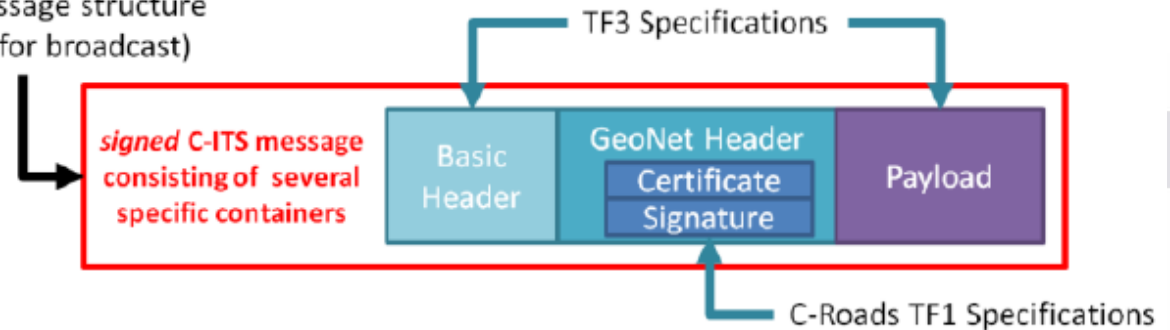 ssage structure
for broadcast)
TF3 Specifications
signed C-ITS message
consisting of several
specific containers
Basic
Header
GeoNet Header
Certificate
Signature
Payload
C-Roads TF1 Specifications